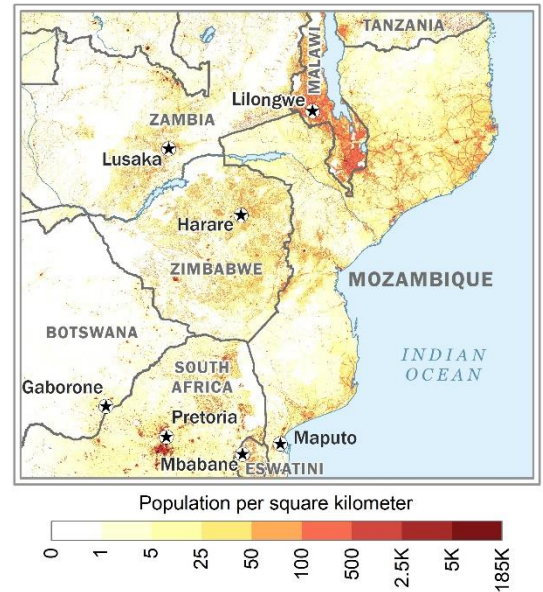 TANZANIA
MALAWI
Lilongwe
ZAMBIA
Lusaka
Harare
ZIMBABWE
MOZAMBIQUE
BOTSWANA
INDIAN
OCEAN
SOUTH
AFRICA
Gaborone
Pretoria
Maputo
Mbabane
ESWATINI
Population per square kilometer
0
1
5
25
50
100
500
2.5K
5K
185K